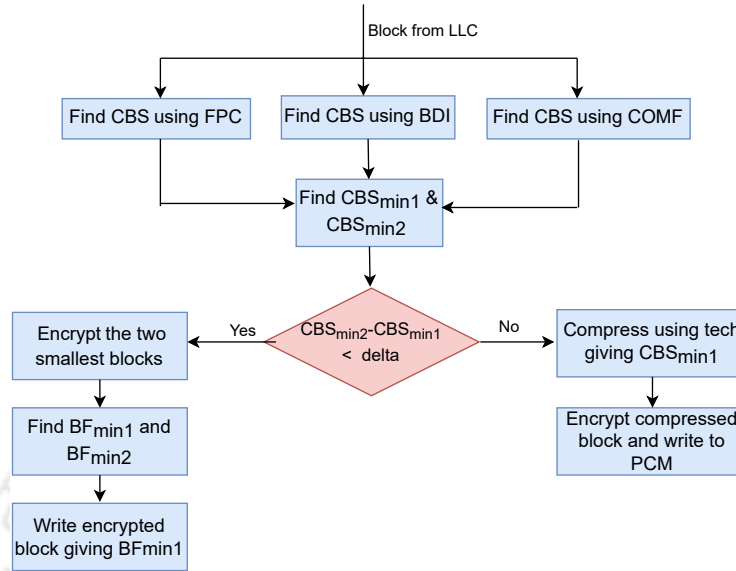 Block from LLC
Find CBS using FPC
Find CBS using BDI
Find CBS using COMF
Find CBSmin1 &
CBSmin2
CBSmin2-CBSmin1
< delta
Yes
No
Encrypt the two
smallest blocks
Find BFmin1 and
BFmin2
Write encrypted
block giving BFmin1
Compress using tech
giving CBSmin1
Encrypt compressed
block and write to
PCM